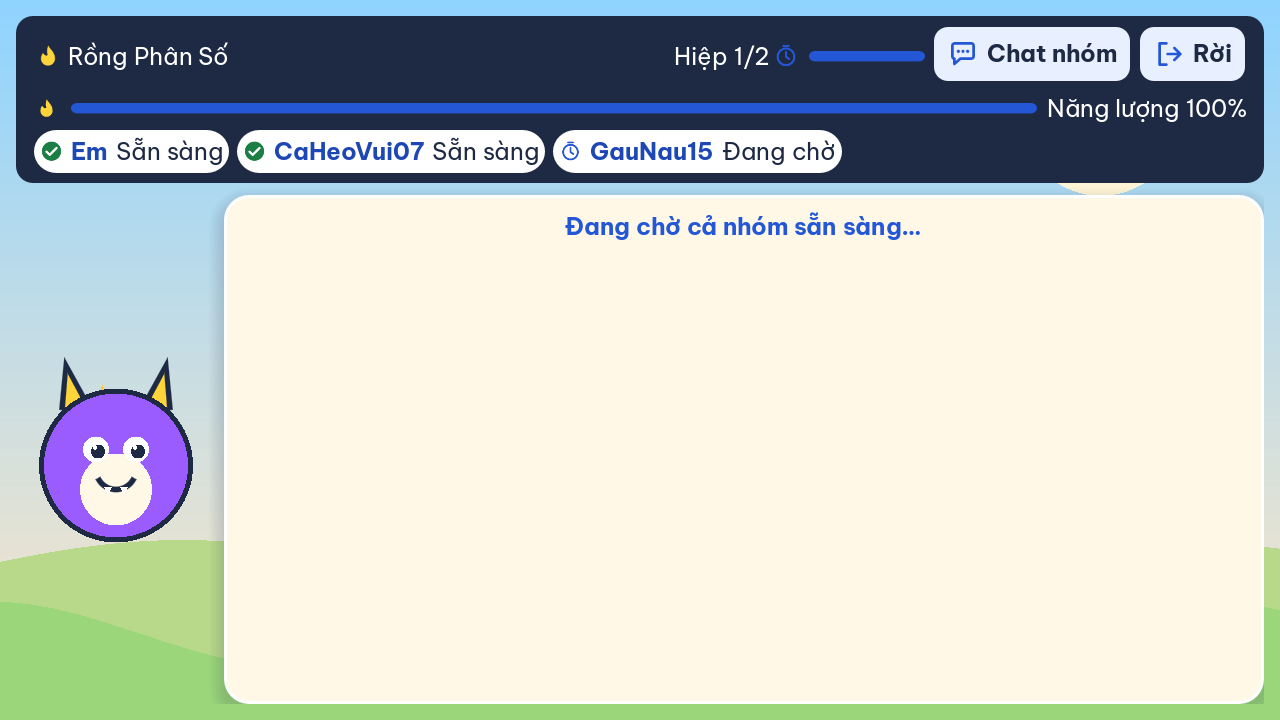 Rồng Phân Số
Hiệp 1/2
Chat nhóm
Rời
Năng lượng 100%
Em Sẵn sàng
CaHeoVui07 Sẵn sàng
GauNau15 Đang chờ
Đang chờ cả nhóm sẵn sàng...